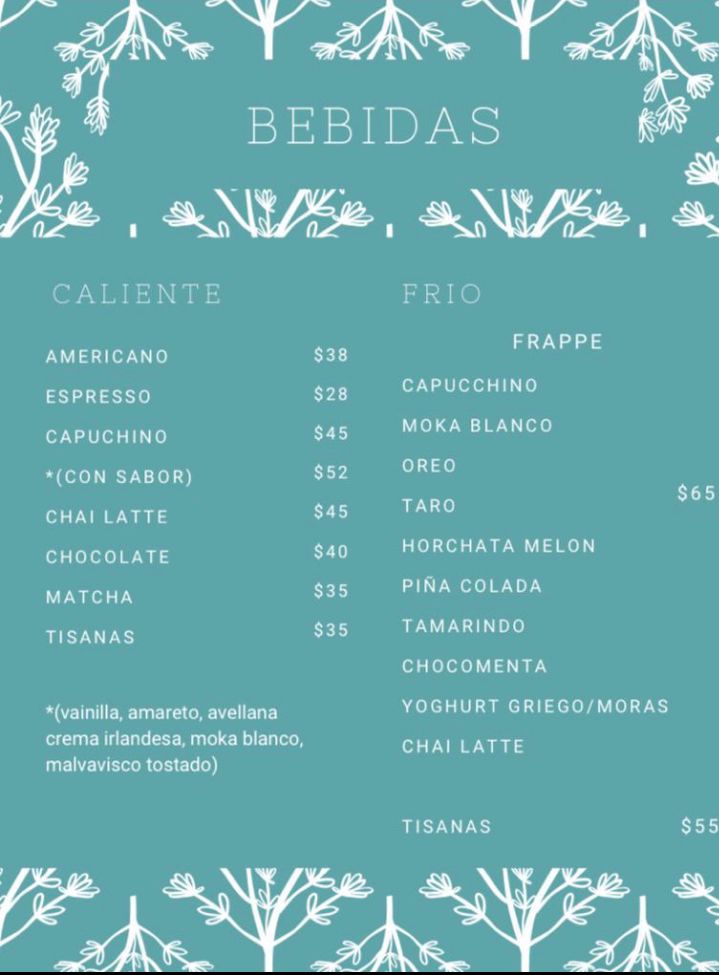 BEBIDAS
CALIENTE
AMERICANO $38
ESPRESSO $28
CAPUCHINO $45
*(CON SABOR) $52
CHAI LATTE $45
CHOCOLATE $40
MATCHA $35
TISANAS $35
*(vainilla, amareto, avellana
crema irlandesa, moka blanco,
malvavisco tostado)
FRIO
FRAPPE
CAPUCCHINO
MOKA BLANCO
OREO
$65
TARO
HORCHATA MELON
PIÑA COLADA
TAMARINDO
CHOCOMENTA
YOGHURT GRIEGO/MORAS
CHAI LATTE
TISANAS $55